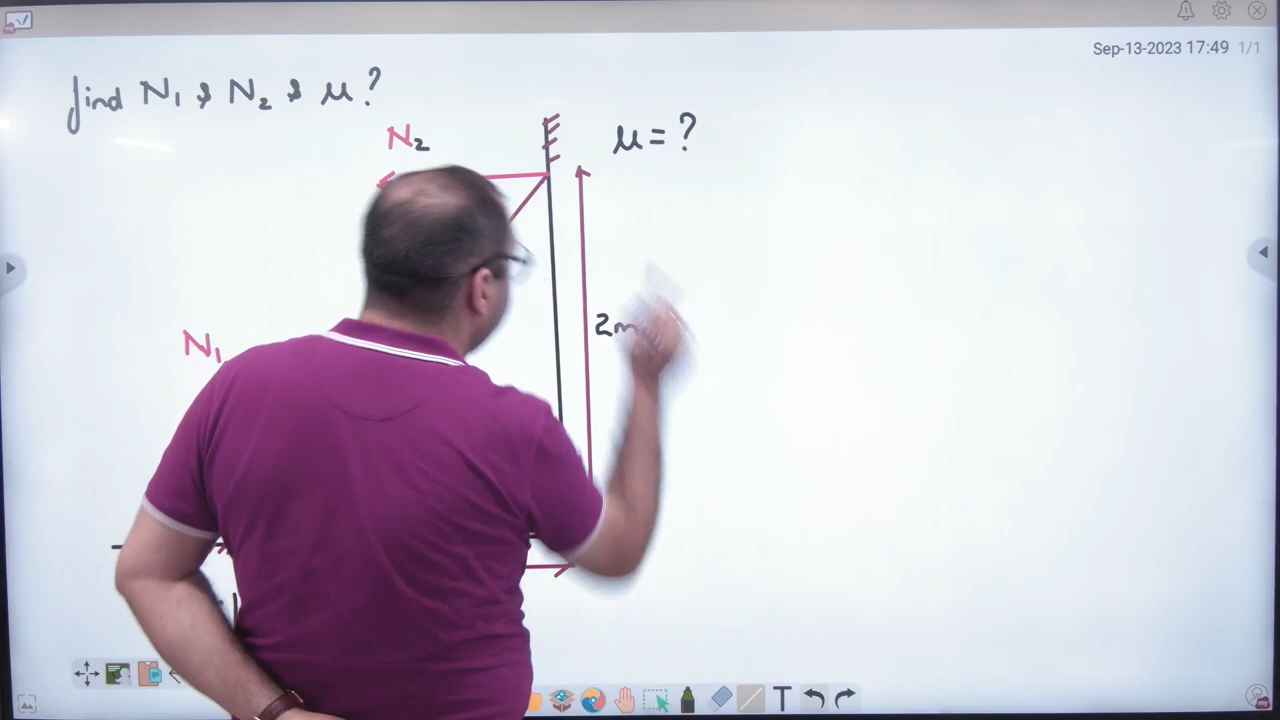 Sep-13-2023 17:49 1/1
find N₁ & N₂ & μ?
N₂
μ = ?
2m
N₁
T